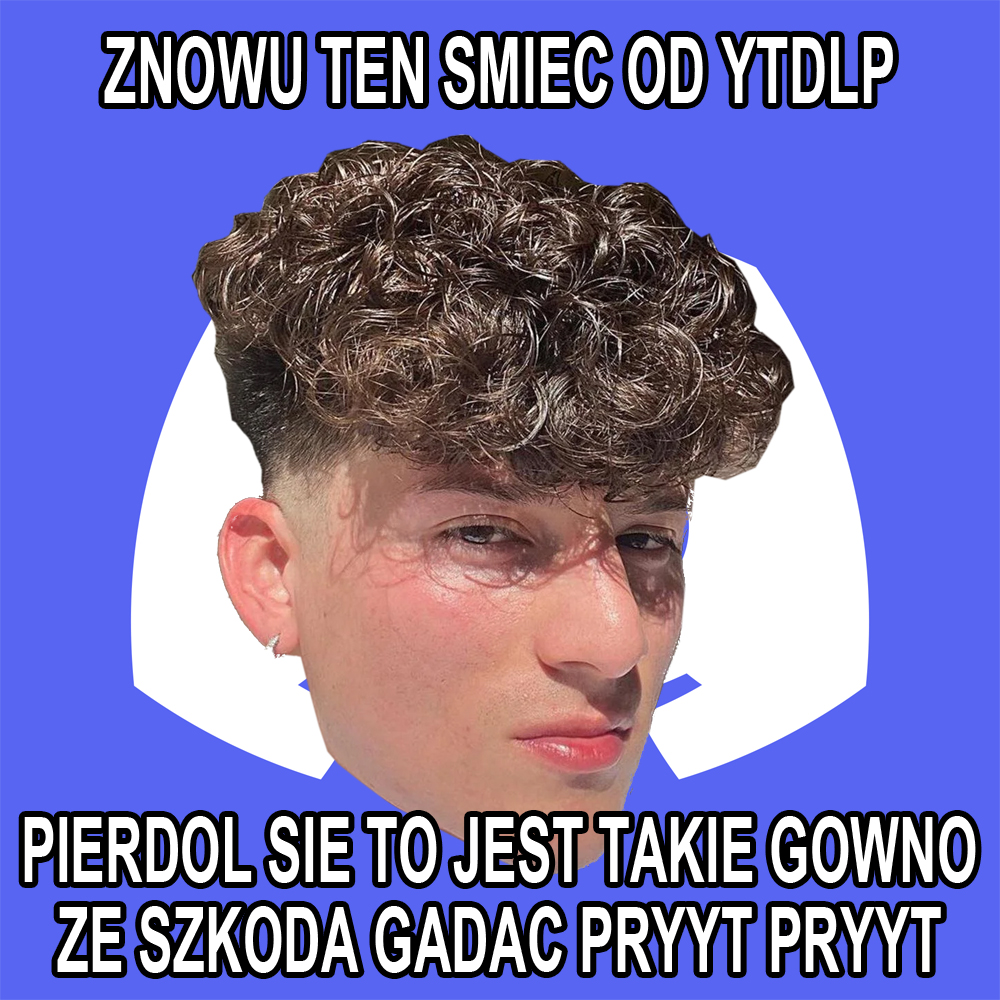 ZNOWU TEN SMIEC OD YTDLP
PIERDOL SIE TO JEST TAKIE GOWNO
ZE SZKODA GADAC PRYYT PRYYT